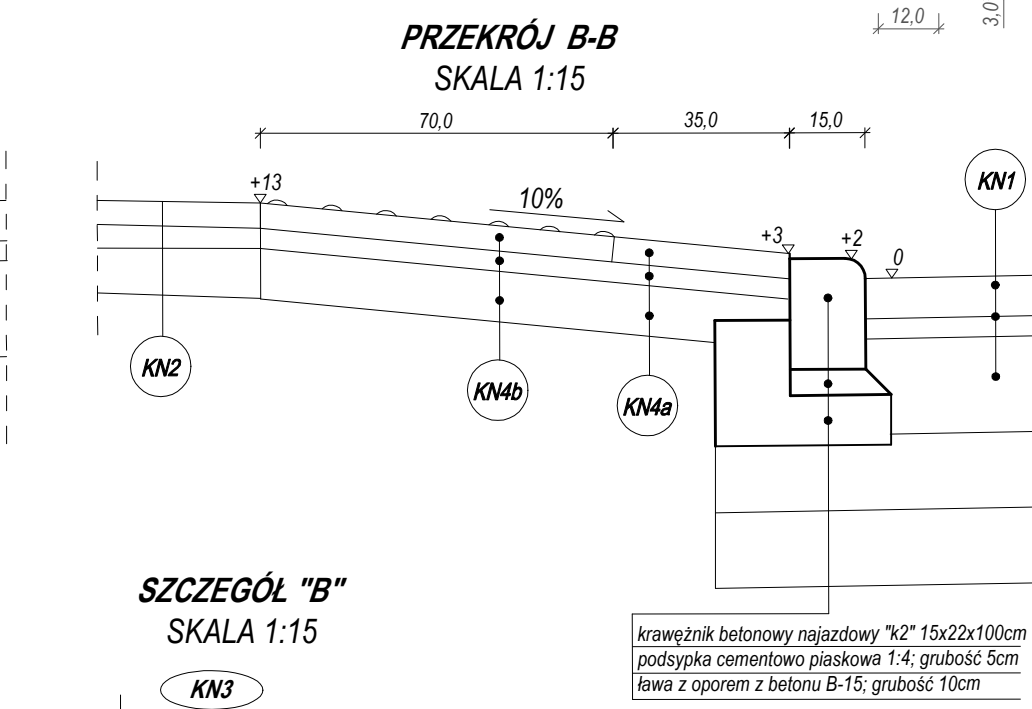 12,0
3,0
PRZEKRÓJ B-B
SKALA 1:15
70,0
35,0
15,0
+13
10%
+3
+2
0
KN1
KN2
KN4b
KN4a
SZCZEGÓŁ "B"
SKALA 1:15
KN3
krawężnik betonowy najazdowy "k2" 15x22x100cm
podsypka cementowo piaskowa 1:4; grubość 5cm
ława z oporem z betonu B-15; grubość 10cm